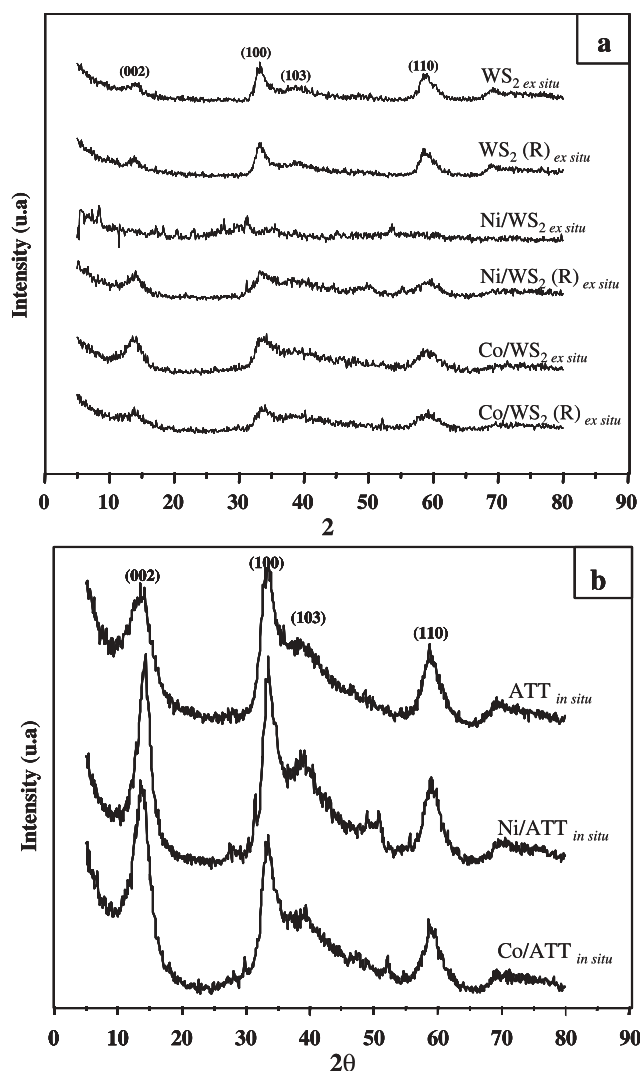 a
(100)
(002)
(103)
(110)
WS2 ex situ
WS2 (R) ex situ
Ni/WS2 ex situ
Ni/WS2 (R) ex situ
Co/WS2 ex situ
Co/WS2 (R) ex situ
Intensity (u.a)
0 10 20 30 40 50 60 70 80 90
2
b
(100)
(002)
(103)
(110)
ATT in situ
Ni/ATT in situ
Co/ATT in situ
Intensity (u.a)
0 10 20 30 40 50 60 70 80 90
2θ